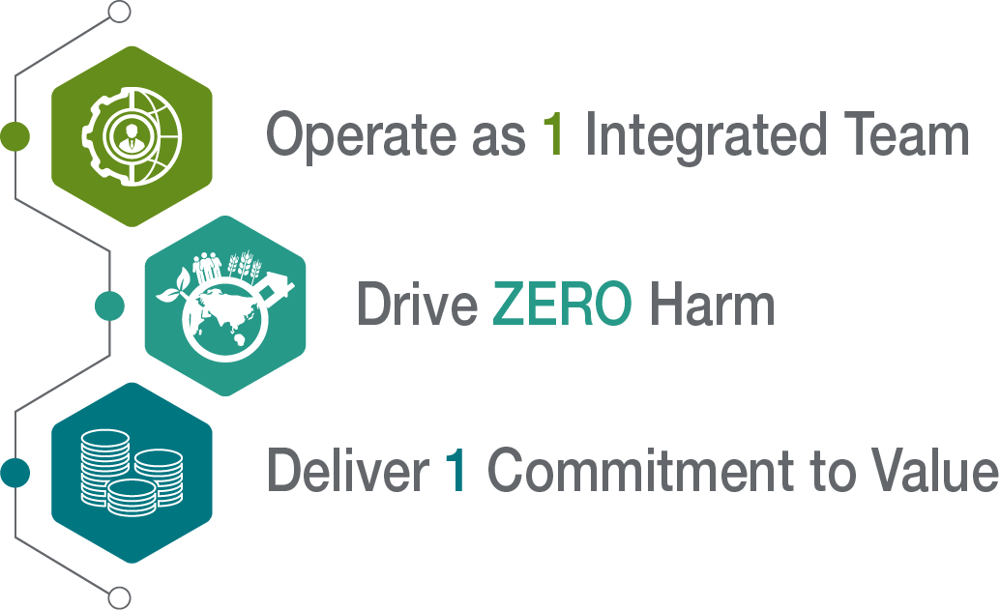 Operate as 1 Integrated Team
Drive ZERO Harm
Deliver 1 Commitment to Value